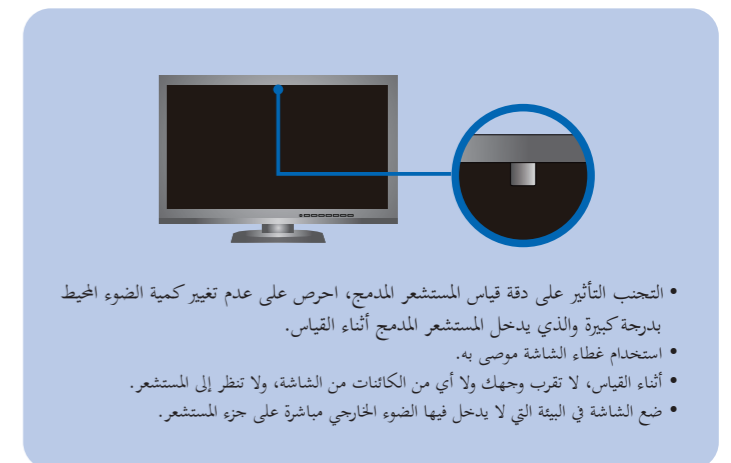 • التجنب التأثير على دقة قياس المستشعر المدمج، احرص على عدم تغيير كمية الضوء المحيط
بدرجة كبيرة والذي يدخل المستشعر المدمج أثناء القياس.
• استخدام غطاء الشاشة موصى به.
• أثناء القياس، لا تقرب وجهك ولا أي من الكائنات من الشاشة، ولا تنظر إلى المستشعر.
• ضع الشاشة في البيئة التي لا يدخل فيها الضوء الخارجي مباشرة على جزء المستشعر.